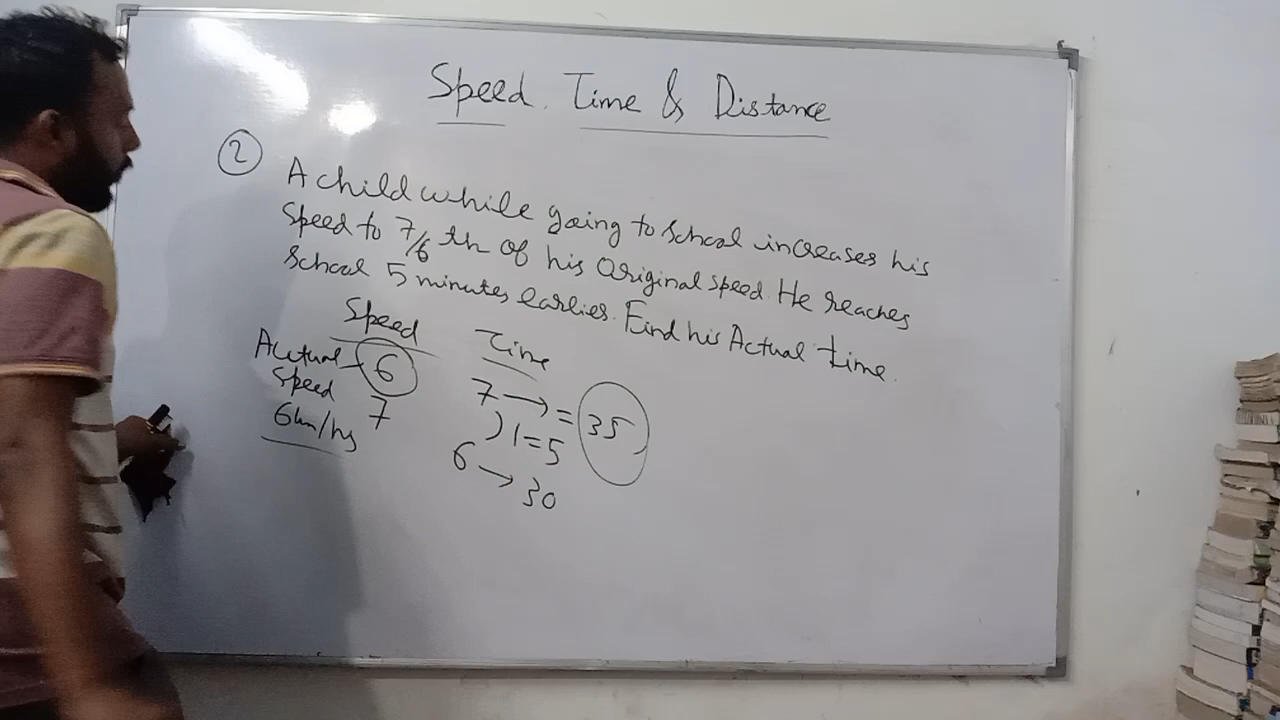 Speed, Time & Distance
2
A child while going to school increases his
Speed to 7/6 th of his original speed. He reaches
School 5 minutes earlier. Find his Actual time.
Speed Time
Acutual 6
Speed 7
6km/hs
7 → = 35
) 1 = 5
6 → 30